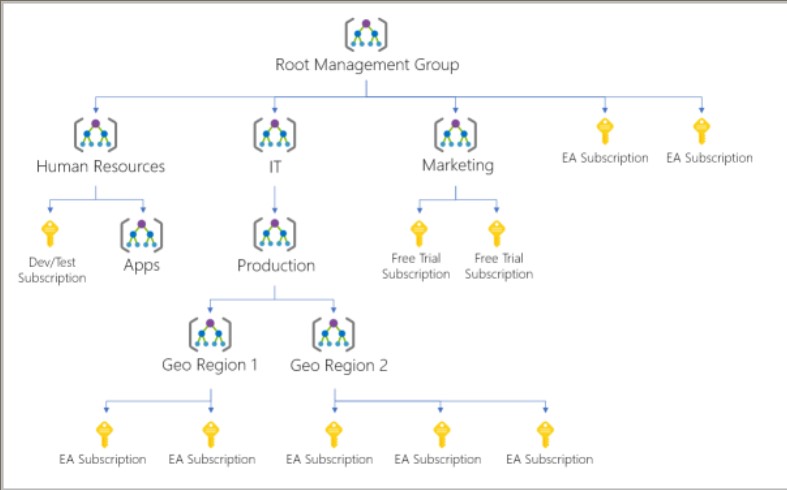 Root Management Group
Human Resources
IT
Marketing
EA Subscription
EA Subscription
Dev/Test
Subscription
Apps
Production
Free Trial
Subscription
Free Trial
Subscription
Geo Region 1
Geo Region 2
EA Subscription
EA Subscription
EA Subscription
EA Subscription
EA Subscription